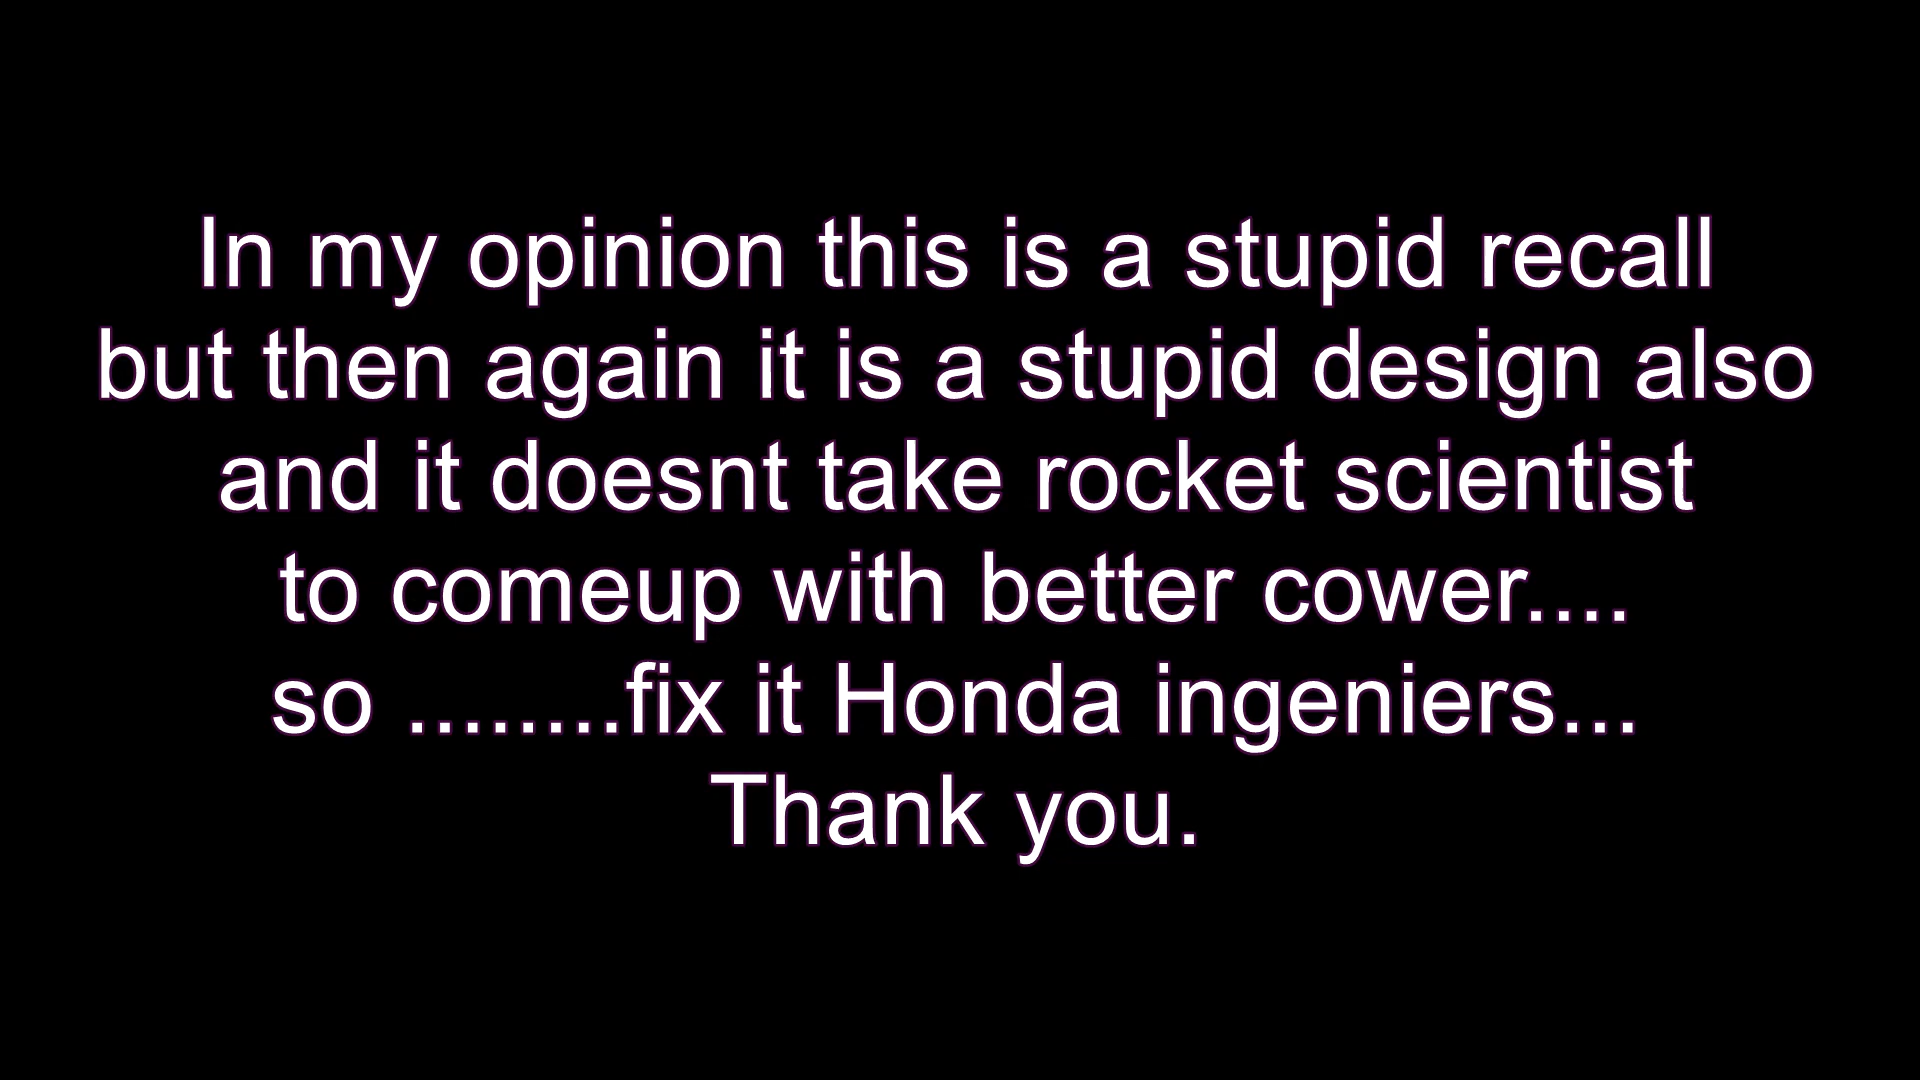 In my opinion this is a stupid recall
but then again it is a stupid design also
and it doesnt take rocket scientist
to comeup with better cower....
so ........fix it Honda ingeniers...
Thank you.